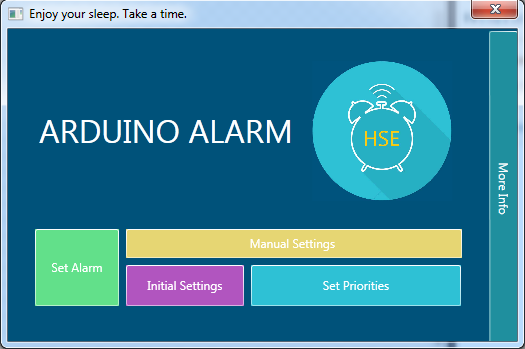 Enjoy your sleep. Take a time.
ARDUINO ALARM
HSE
More Info
Manual Settings
Set Alarm
Initial Settings
Set Priorities